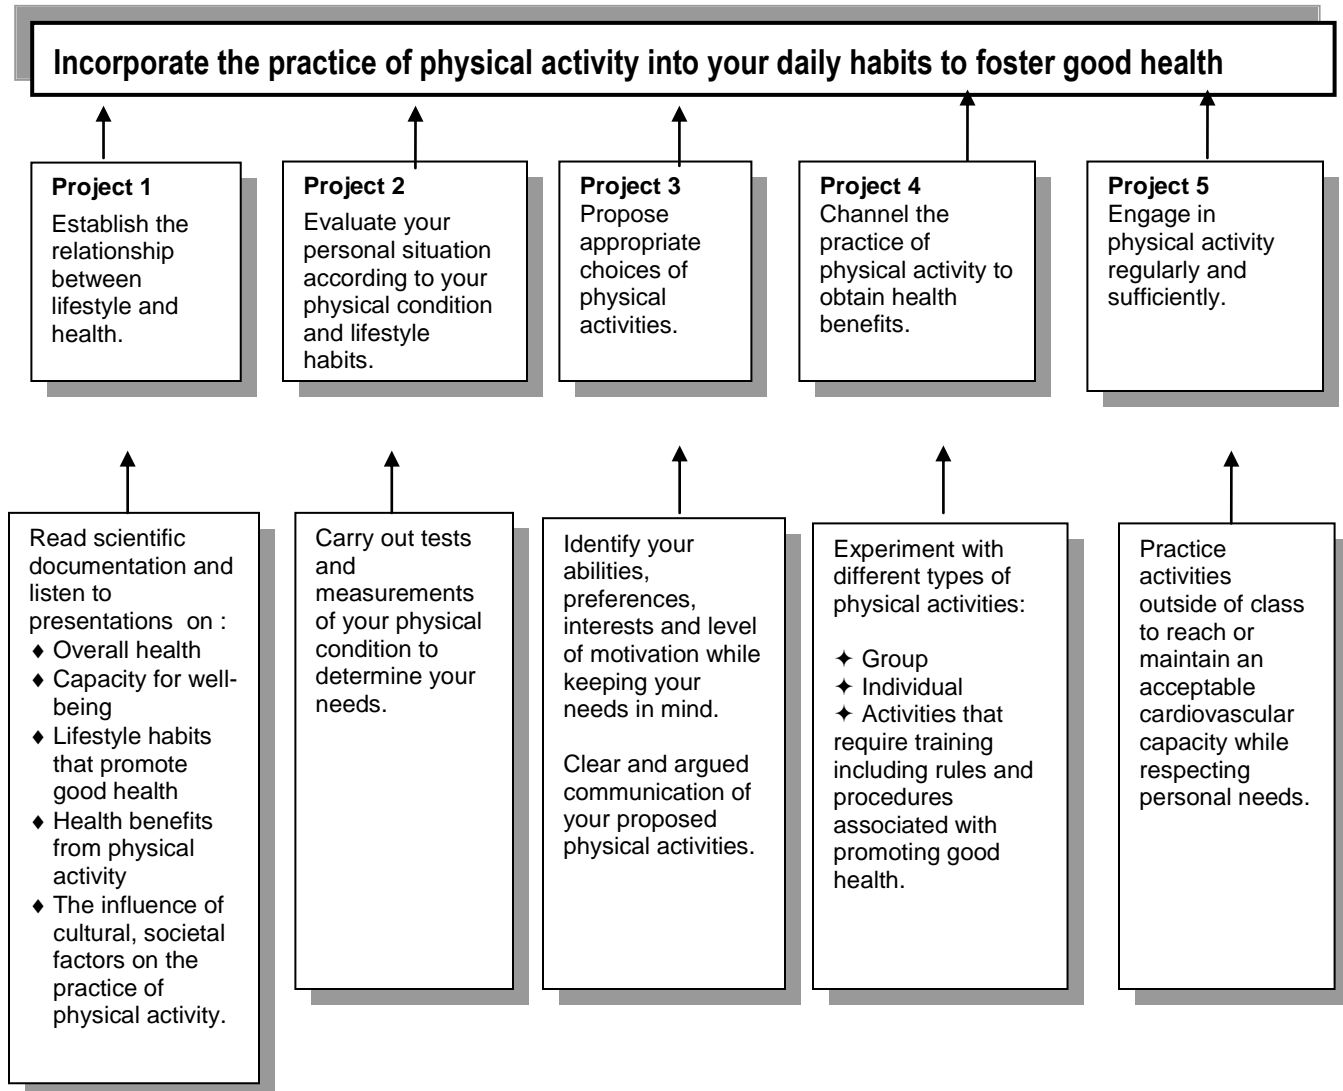 Incorporate the practice of physical activity into your daily habits to foster good health
Project 1
Establish the
relationship
between
lifestyle and
health.
Project 2
Evaluate your
personal situation
according to your
physical condition
and lifestyle
habits.
Project 3
Propose
appropriate
choices of
physical
activities.
Project 4
Channel the
practice of
physical activity to
obtain health
benefits.
Project 5
Engage in
physical activity
regularly and
sufficiently.
Read scientific
documentation and
listen to
presentations on :
♦ Overall health
♦ Capacity for well-
being
♦ Lifestyle habits
that promote
good health
♦ Health benefits
from physical
activity
♦ The influence of
cultural, societal
factors on the
practice of
physical activity.
Carry out tests
and
measurements
of your physical
condition to
determine your
needs.
Identify your
abilities,
preferences,
interests and level
of motivation while
keeping your
needs in mind.
Clear and argued
communication of
your proposed
physical activities.
Experiment with
different types of
physical activities:
✦ Group
✦ Individual
✦ Activities that
require training
including rules and
procedures
associated with
promoting good
health.
Practice
activities
outside of class
to reach or
maintain an
acceptable
cardiovascular
capacity while
respecting
personal needs.